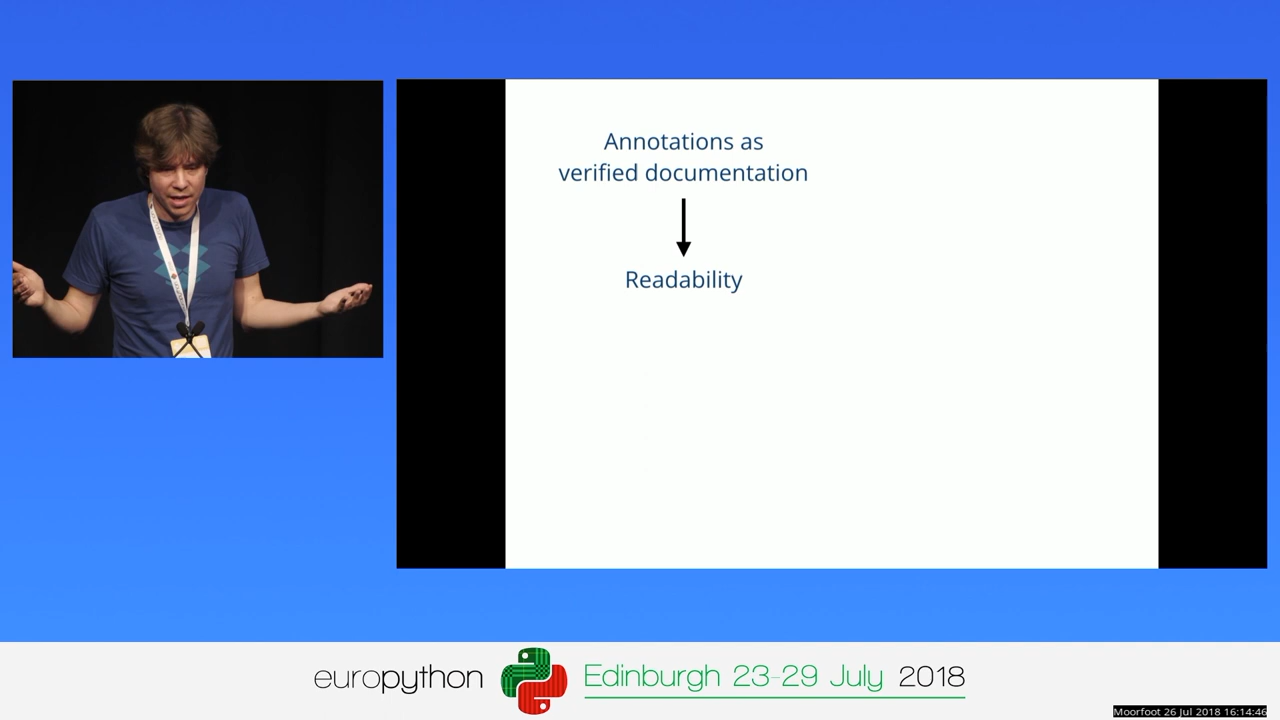 Annotations as
verified documentation
Readability
europython
Edinburgh 23-29 July 2018
Moorfoot 26 Jul 2018 16:14:46